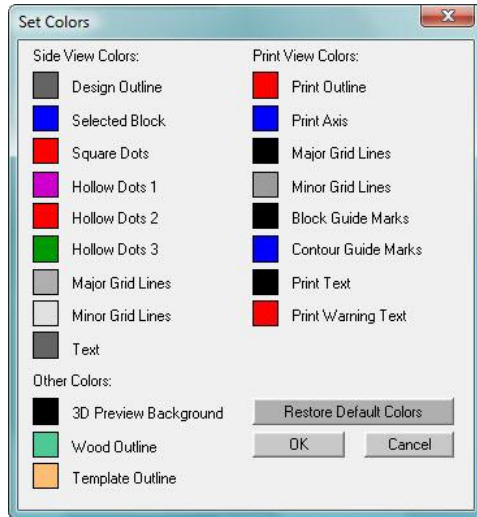 Set Colors
Side View Colors:
Design Outline
Selected Block
Square Dots
Hollow Dots 1
Hollow Dots 2
Hollow Dots 3
Major Grid Lines
Minor Grid Lines
Text
Print View Colors:
Print Outline
Print Axis
Major Grid Lines
Minor Grid Lines
Block Guide Marks
Contour Guide Marks
Print Text
Print Warning Text
Other Colors:
3D Preview Background
Wood Outline
Template Outline
Restore Default Colors
OK
Cancel